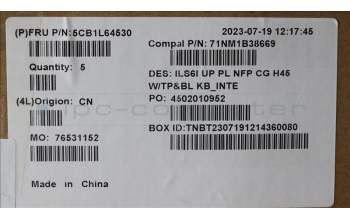 (P)FRU P/N:5CB1L64530
2023-07-19 12:17:45
Compal P/N: 71NM1B38669
Quantity: 5
DES: ILS6I UP PL NFP CG H45
W/TP&BL KB_INTE
(4L)Origion: CN
PO: 4502010952
MO: 76531152
BOX ID:TNBT2307191214360080
Made in China